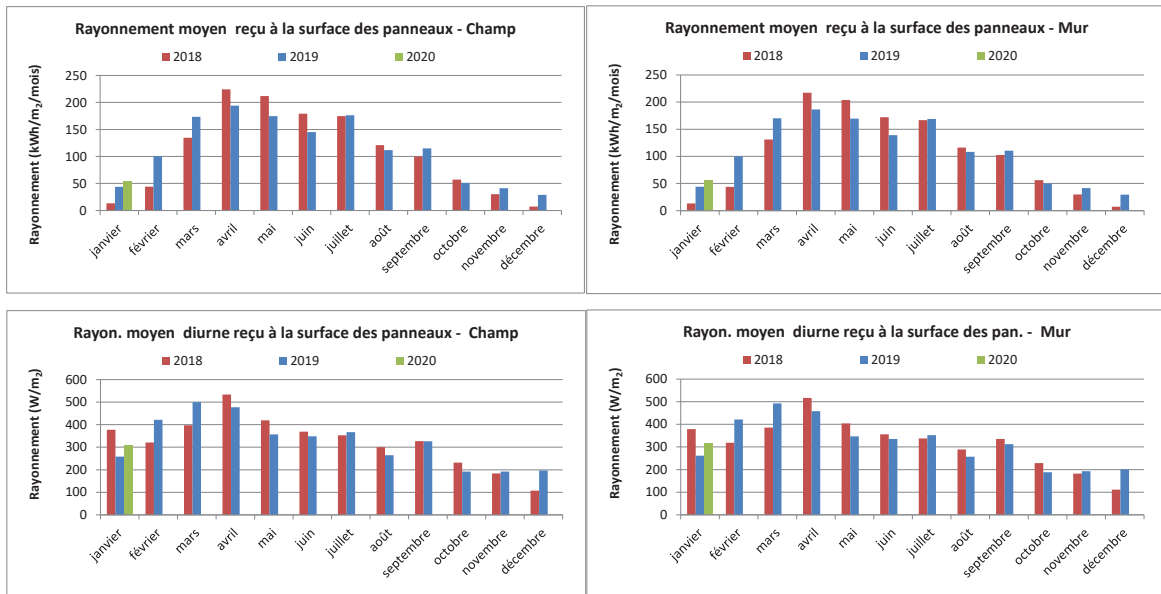 Rayonnement moyen  reçu à la surface des panneaux - Champ
2018
2019
2020
Rayonnement (kWh/m2/mois)
250
200
150
100
50
0
janvier
février
mars
avril
mai
juin
juillet
août
septembre
octobre
novembre
décembre
Rayonnement moyen  reçu à la surface des panneaux - Mur
2018
2019
2020
Rayonnement (kWh/m2/mois)
250
200
150
100
50
0
janvier
février
mars
avril
mai
juin
juillet
août
septembre
octobre
novembre
décembre
Rayon. moyen  diurne reçu à la surface des panneaux -  Champ
2018
2019
2020
Rayonnement (W/m2)
600
500
400
300
200
100
0
janvier
février
mars
avril
mai
juin
juillet
août
septembre
octobre
novembre
décembre
Rayon. moyen  diurne reçu à la surface des pan. -  Mur
2018
2019
2020
Rayonnement (W/m2)
600
500
400
300
200
100
0
janvier
février
mars
avril
mai
juin
juillet
août
septembre
octobre
novembre
décembre